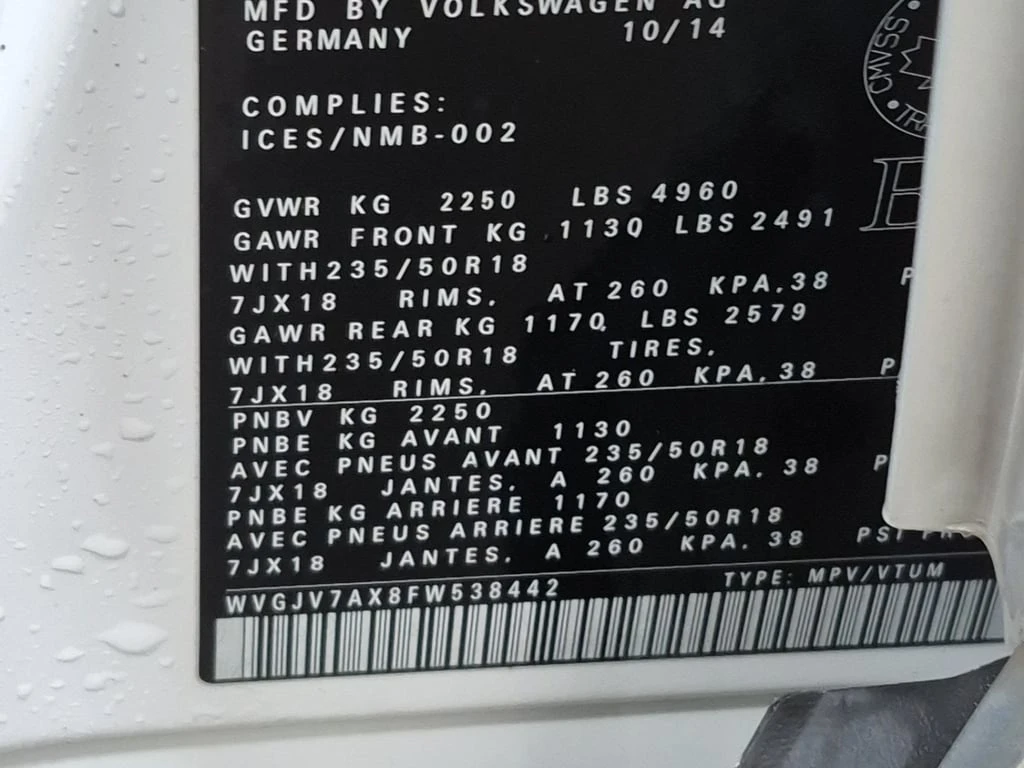 MFD BY VOLKSWAGEN AG
GERMANY 10/14
CMVSS
COMPLIES:
ICES/NMB-002
GVWR KG 2250 LBS 4960
GAWR FRONT KG 1130 LBS 2491
WITH235/50R18
7JX18 RIMS. AT 260 KPA.38
GAWR REAR KG 1170 LBS 2579
WITH235/50R18 TIRES.
7JX18 RIMS. AT 260 KPA.38
PNBV KG 2250
PNBE KG AVANT 1130
AVEC PNEUS AVANT 235/50R18
7JX18 JANTES. A 260 KPA. 38
PNBE KG ARRIERE 1170
AVEC PNEUS ARRIERE 235/50R18
7JX18 JANTES. A 260 KPA. 38 PSI
WVGJV7AX8FW538442 TYPE: MPV/VTUM